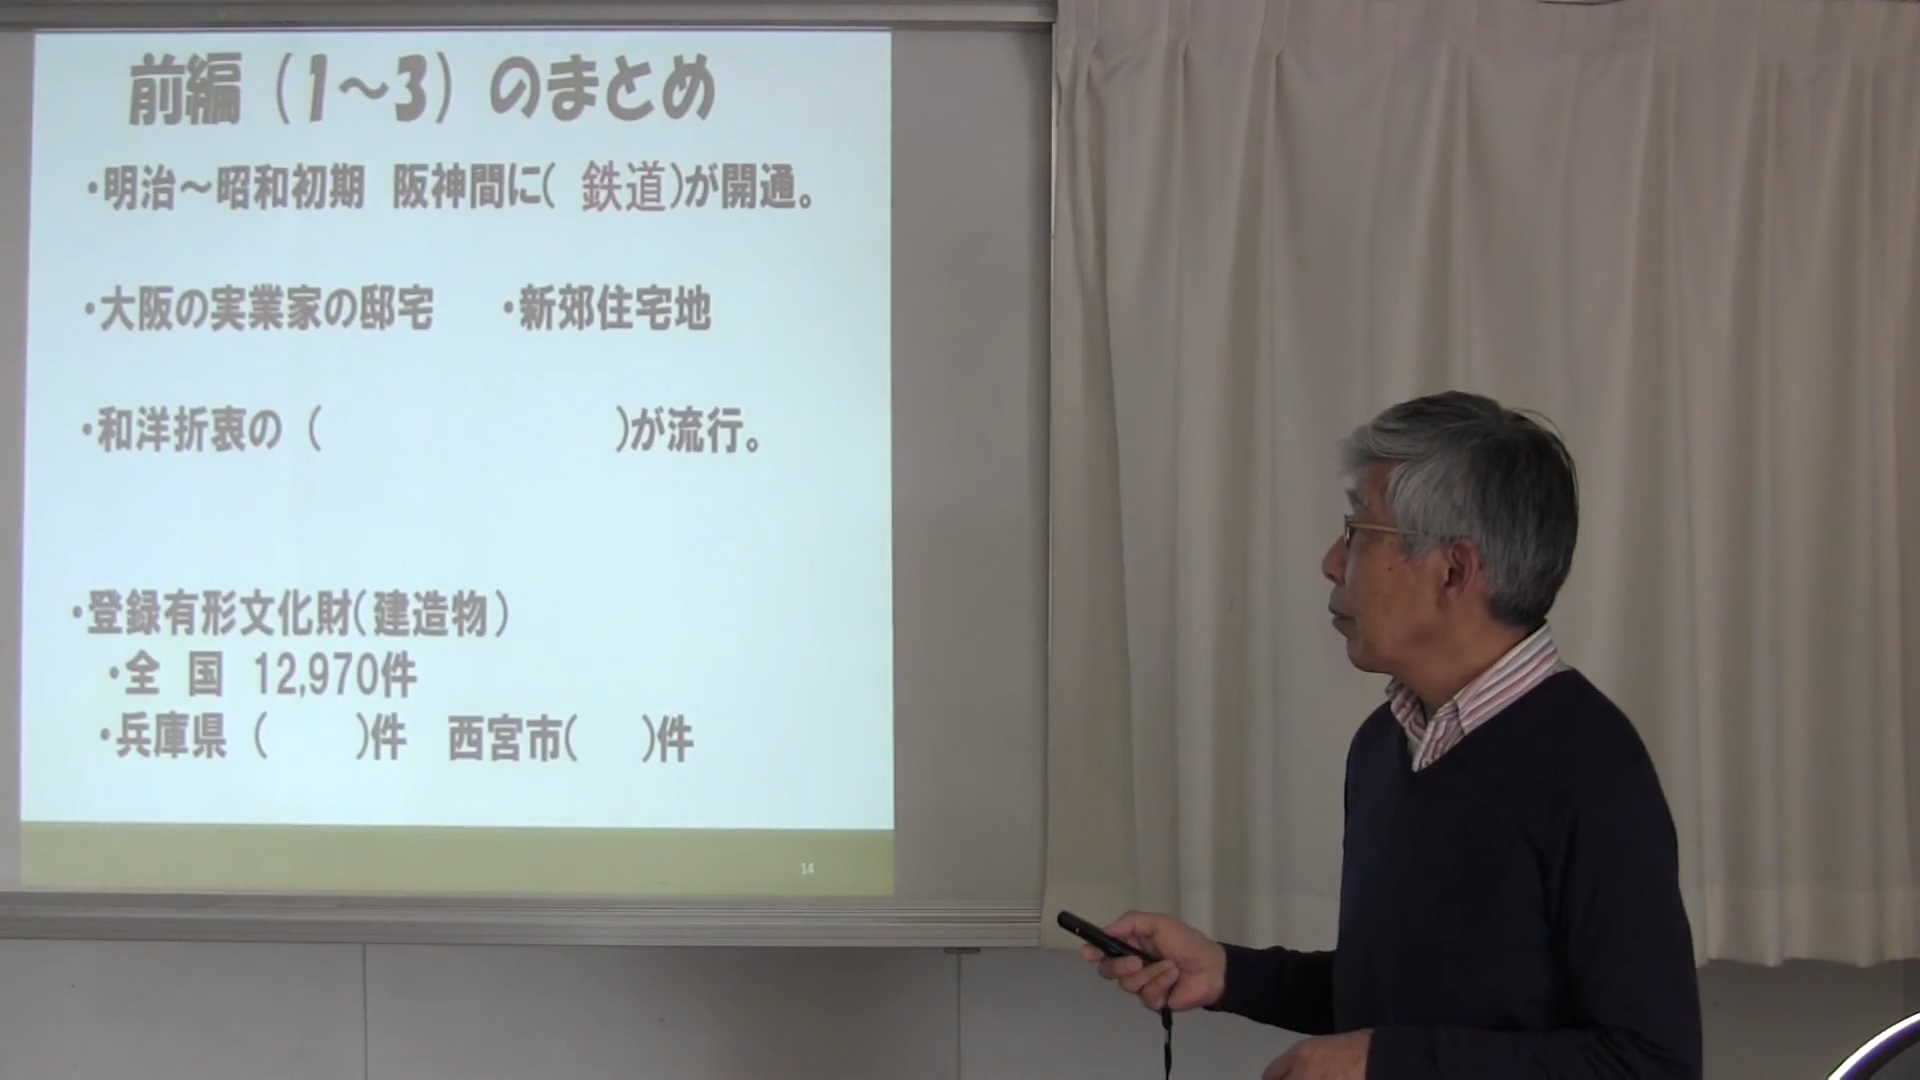 前編（1～3）のまとめ
・明治～昭和初期　阪神間に(　鉄道)が開通。
・大阪の実業家の邸宅　　・新郊住宅地
・和洋折衷の（　　　　　　　　)が流行。
・登録有形文化財(建造物）
・全　国　12,970件
・兵庫県（　　　)件　西宮市(　　)件
14